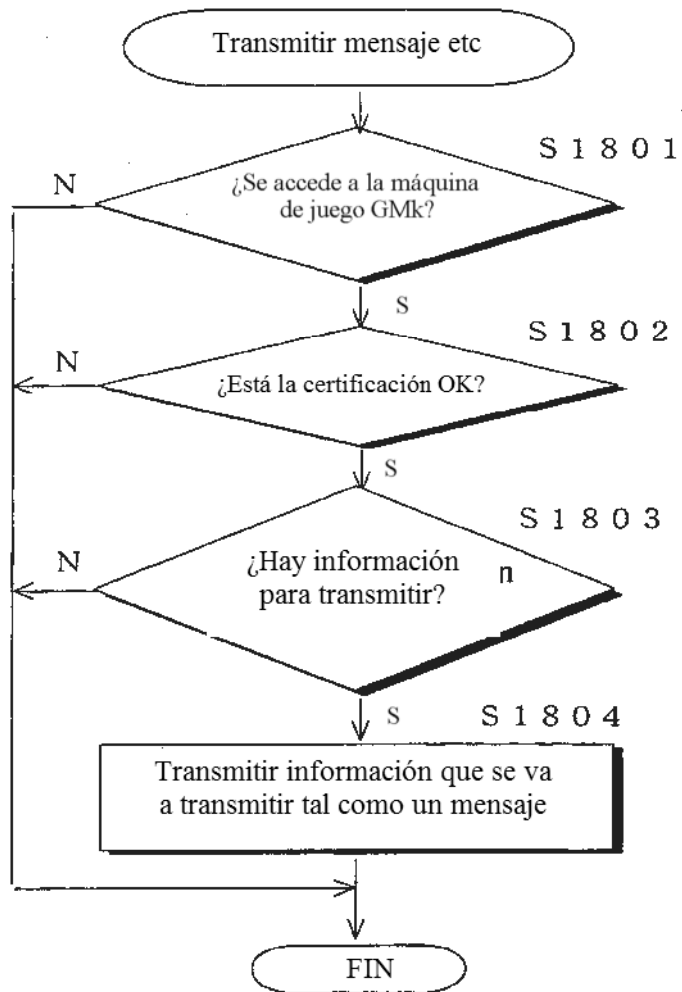 Transmitir mensaje etc
S1801
N
¿Se accede a la máquina
de juego GMk?
S
S1802
N
¿Está la certificación OK?
S
S1803
N
¿Hay información n
para transmitir?
S
S1804
Transmitir información que se va
a transmitir tal como un mensaje
FIN